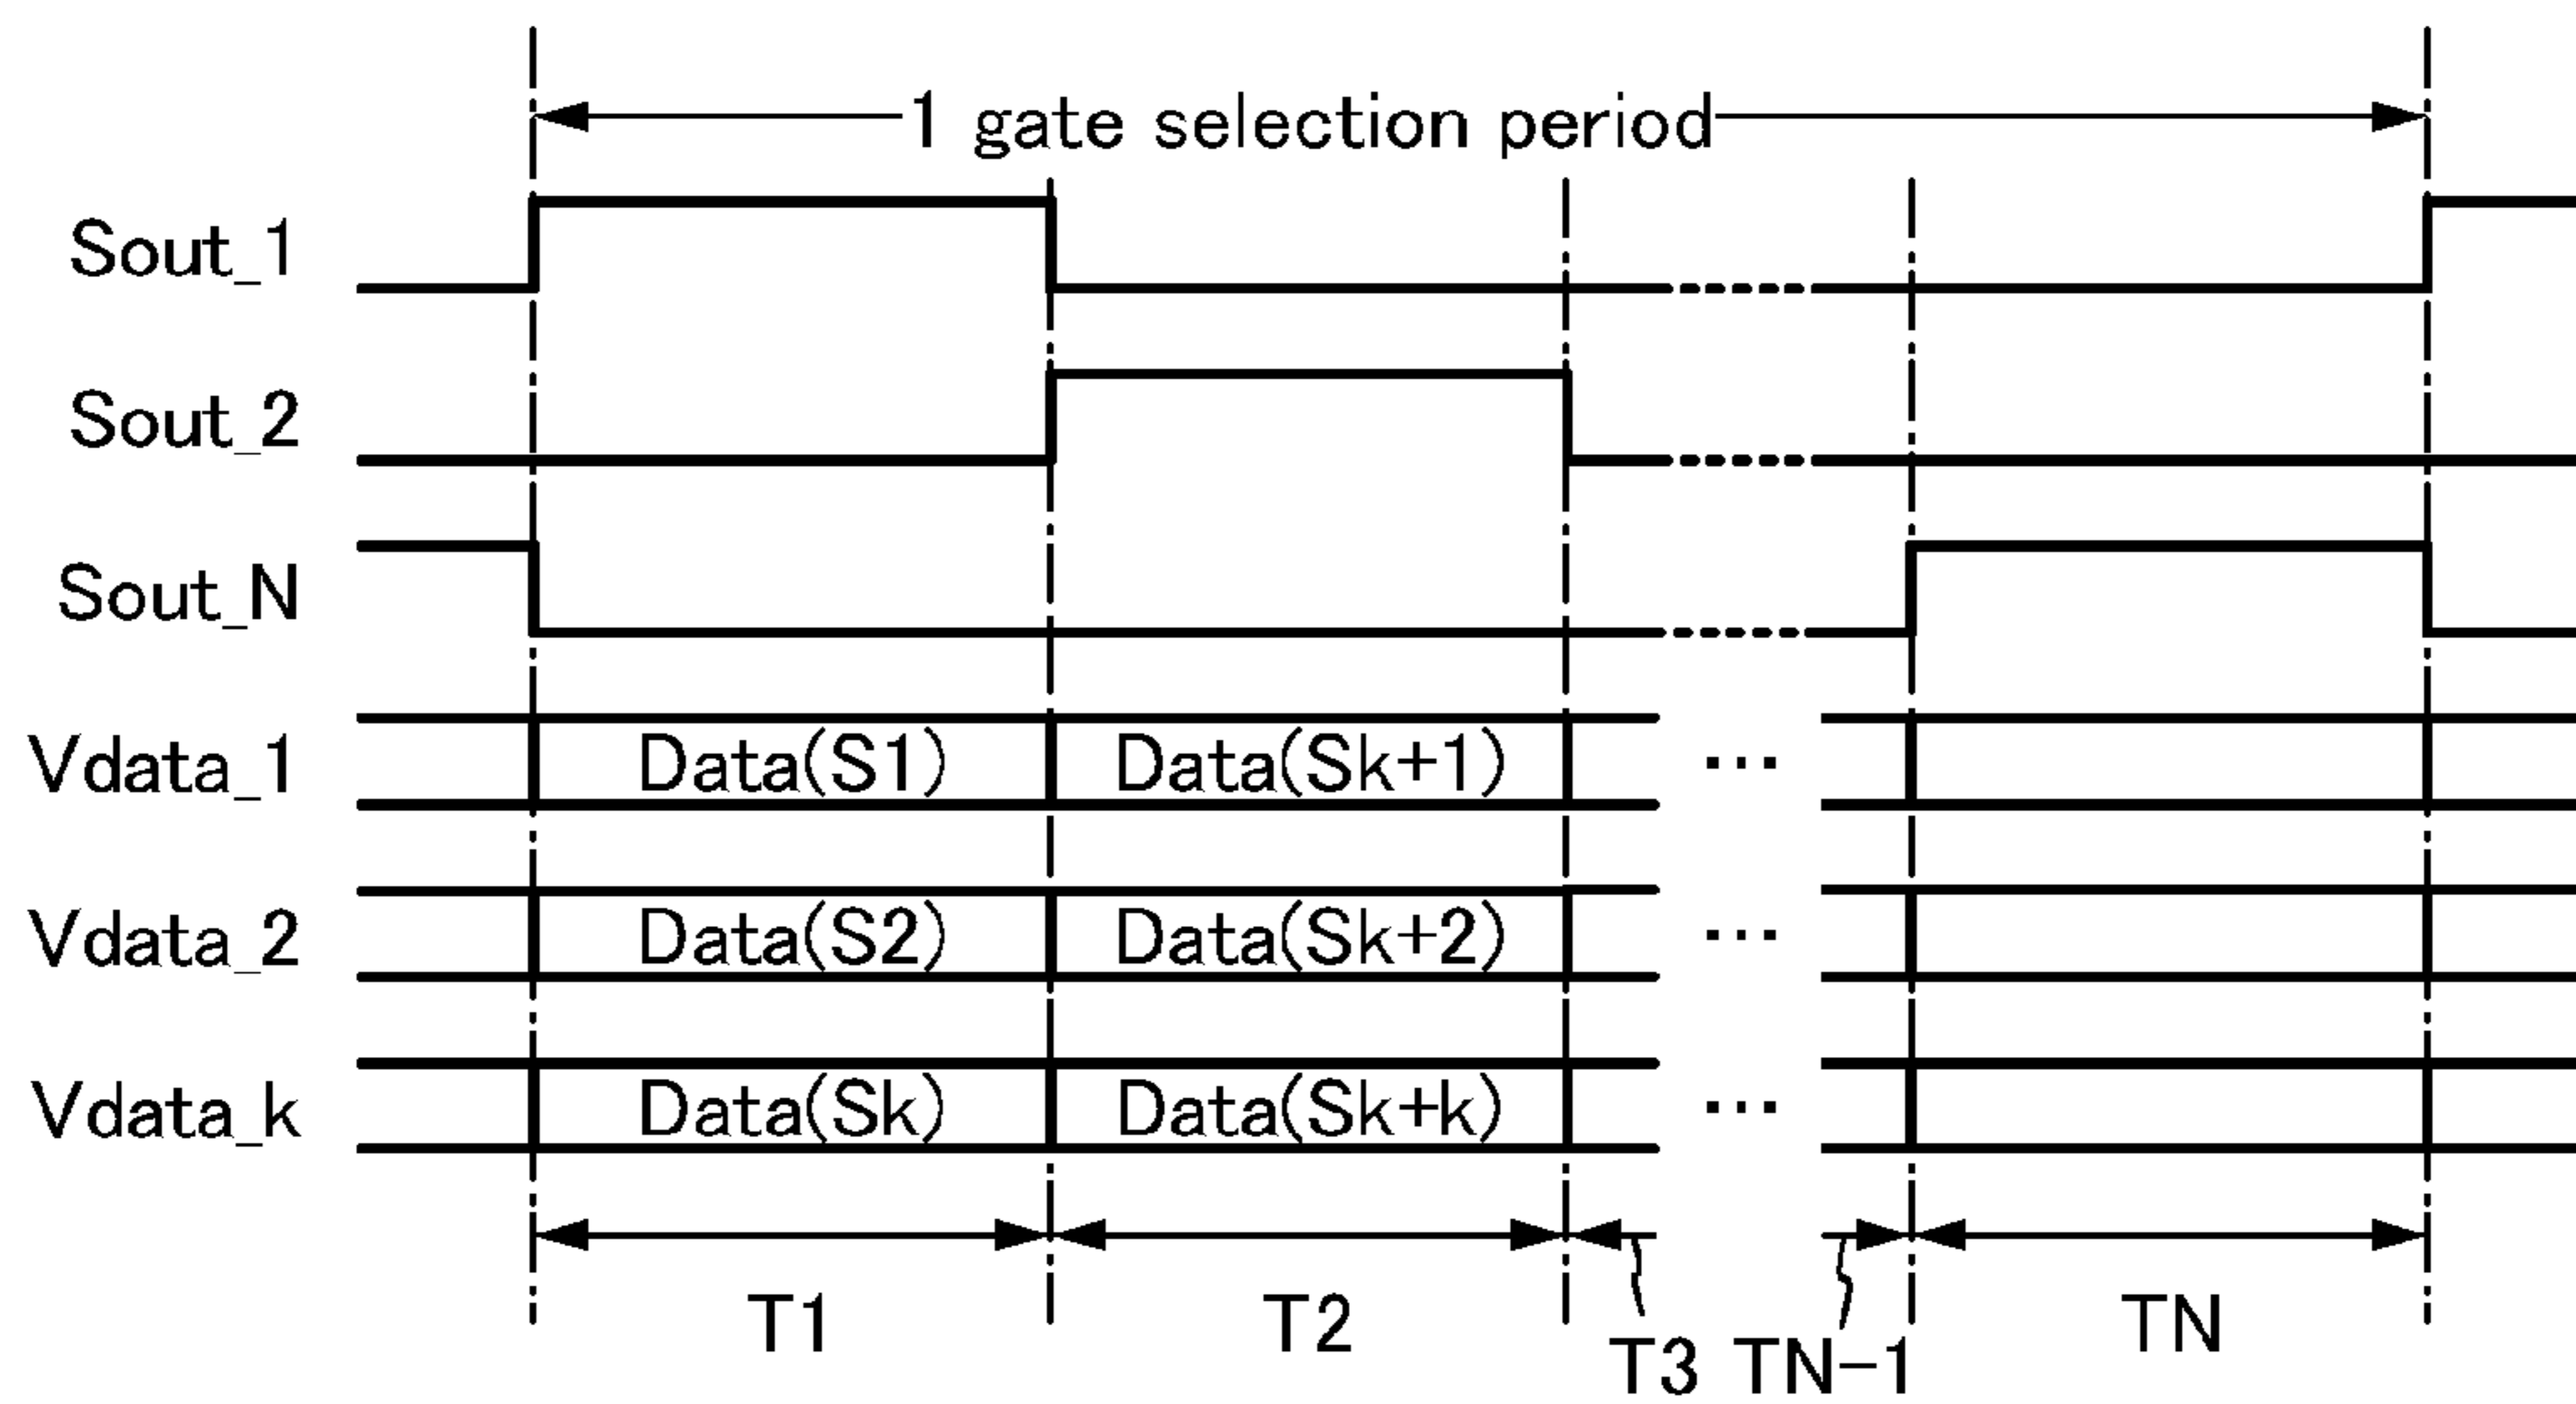 1 gate selection period
Sout_1
Sout_2
Sout_N
Vdata_1 Data(S1) Data(Sk+1) ...
Vdata_2 Data(S2) Data(Sk+2) ...
Vdata_k Data(Sk) Data(Sk+k) ...
T1 T2 TN
T3 TN-1